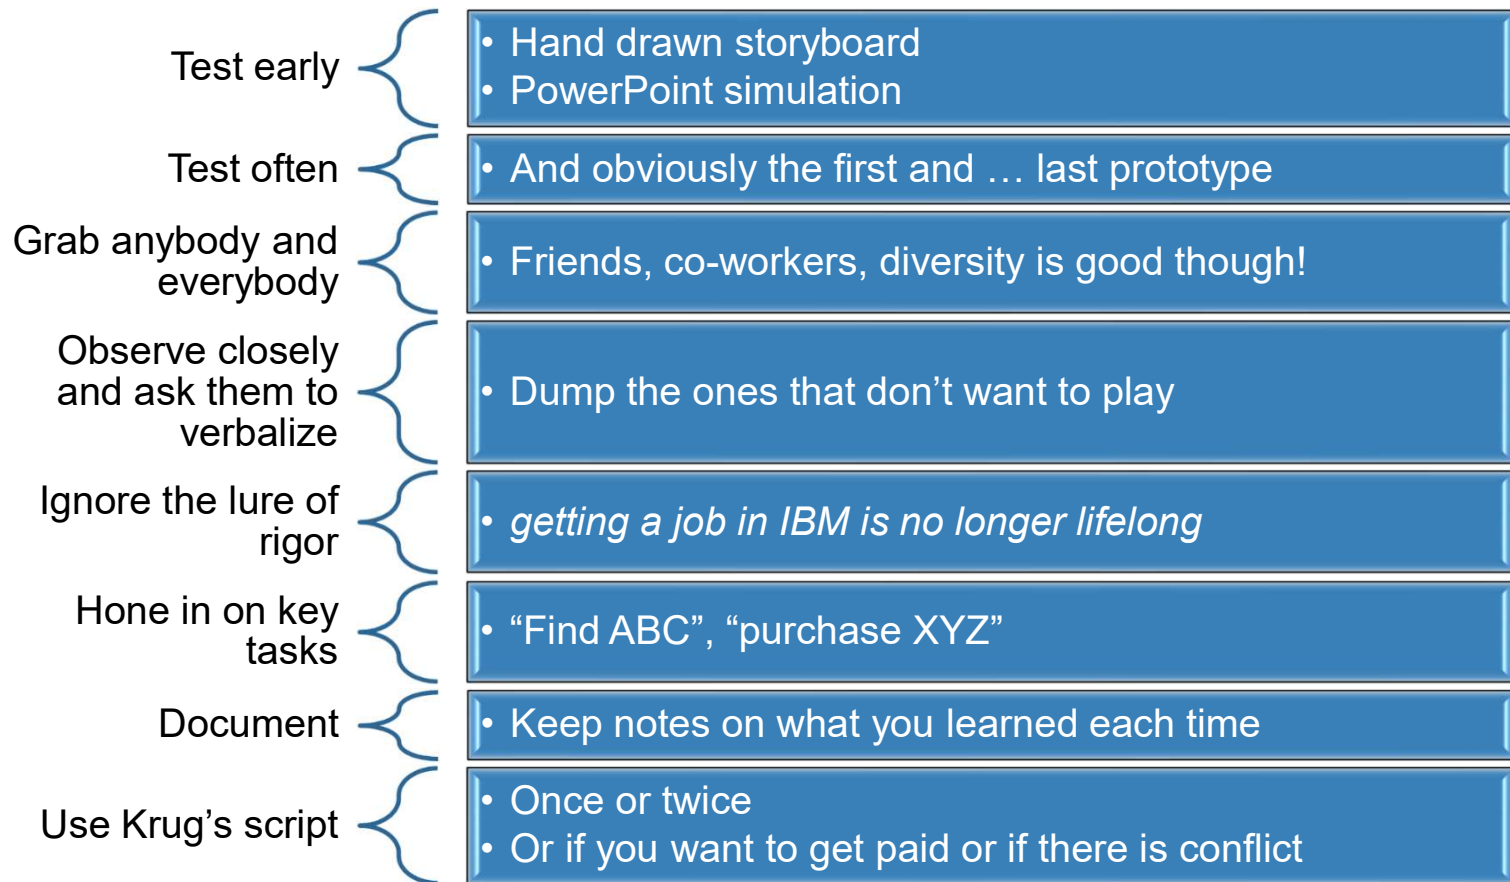 Test early
• Hand drawn storyboard
• PowerPoint simulation
Test often
• And obviously the first and … last prototype
Grab anybody and
everybody
• Friends, co-workers, diversity is good though!
Observe closely
and ask them to
verbalize
• Dump the ones that don’t want to play
Ignore the lure of
rigor
• getting a job in IBM is no longer lifelong
Hone in on key
tasks
• “Find ABC”, “purchase XYZ”
Document
• Keep notes on what you learned each time
Use Krug’s script
• Once or twice
• Or if you want to get paid or if there is conflict